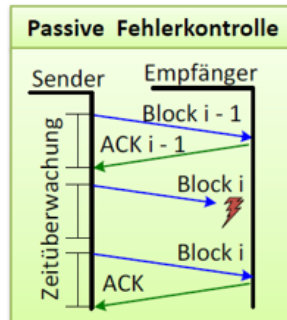 Passive Fehlerkontrolle
Sender
Empfänger
Block i - 1
ACK i - 1
Block i
Block i
ACK
Zeitüberwachung